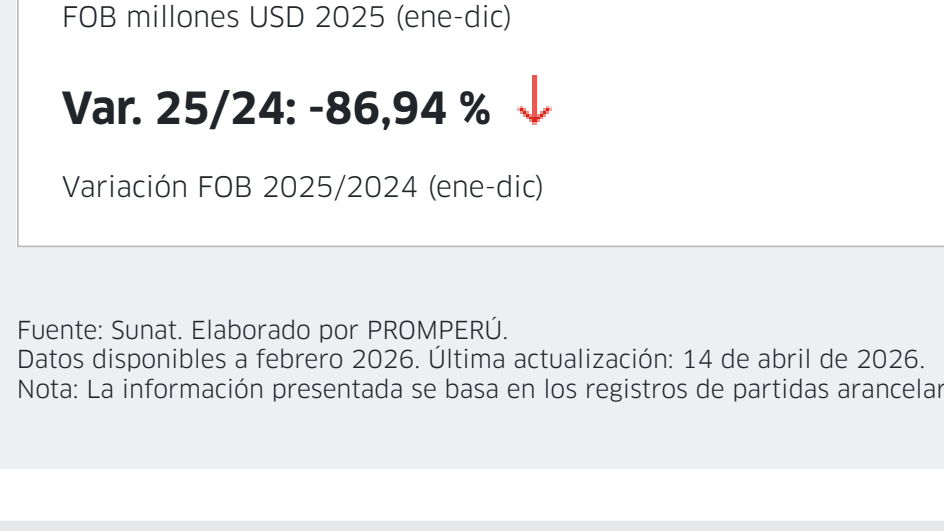 FOB millones USD 2025 (ene-dic)
Var. 25/24: -86,94 %
Variación FOB 2025/2024 (ene-dic)
Fuente: Sunat. Elaborado por PROMPERÚ.
Datos disponibles a febrero 2026. Última actualización: 14 de abril de 2026.
Nota: La información presentada se basa en los registros de partidas arancelar